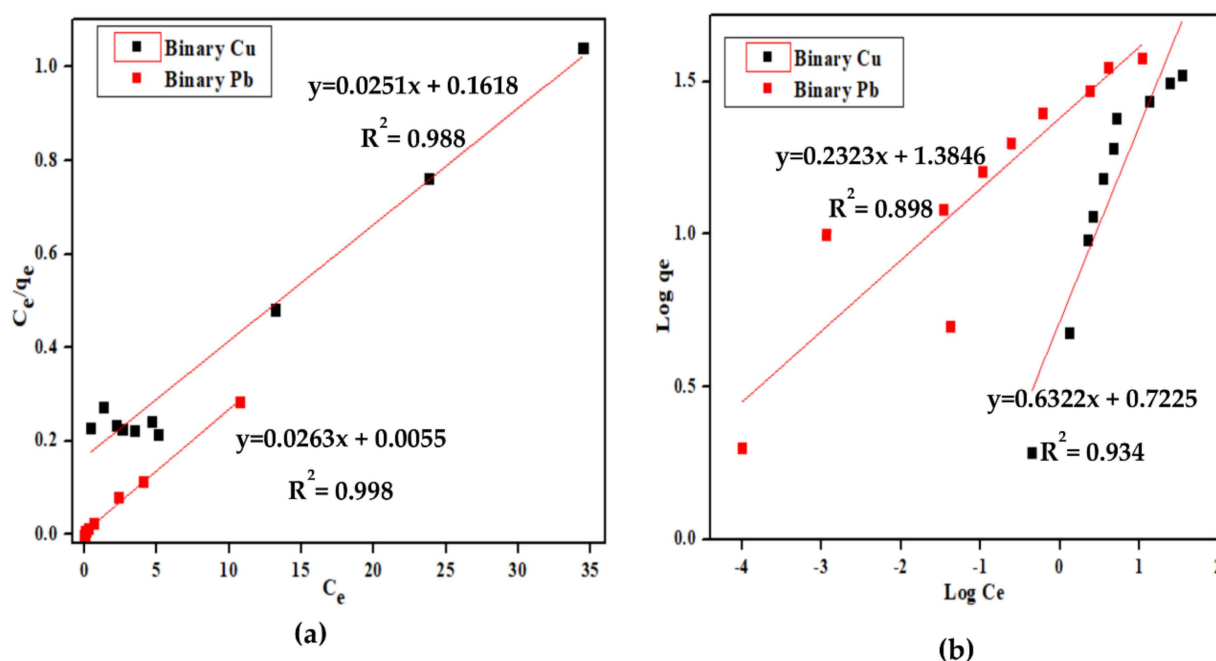 Binary Cu
Binary Pb
y=0.0251x + 0.1618
R²= 0.988
y=0.0263x + 0.0055
R²= 0.998
Ce/qe
1.0
0.8
0.6
0.4
0.2
0.0
0 5 10 15 20 25 30 35
Ce
(a)
Binary Cu
Binary Pb
y=0.2323x + 1.3846
R²= 0.898
y=0.6322x + 0.7225
R²= 0.934
Log qe
1.5
1.0
0.5
0.0
-4 -3 -2 -1 0 1 2
Log Ce
(b)